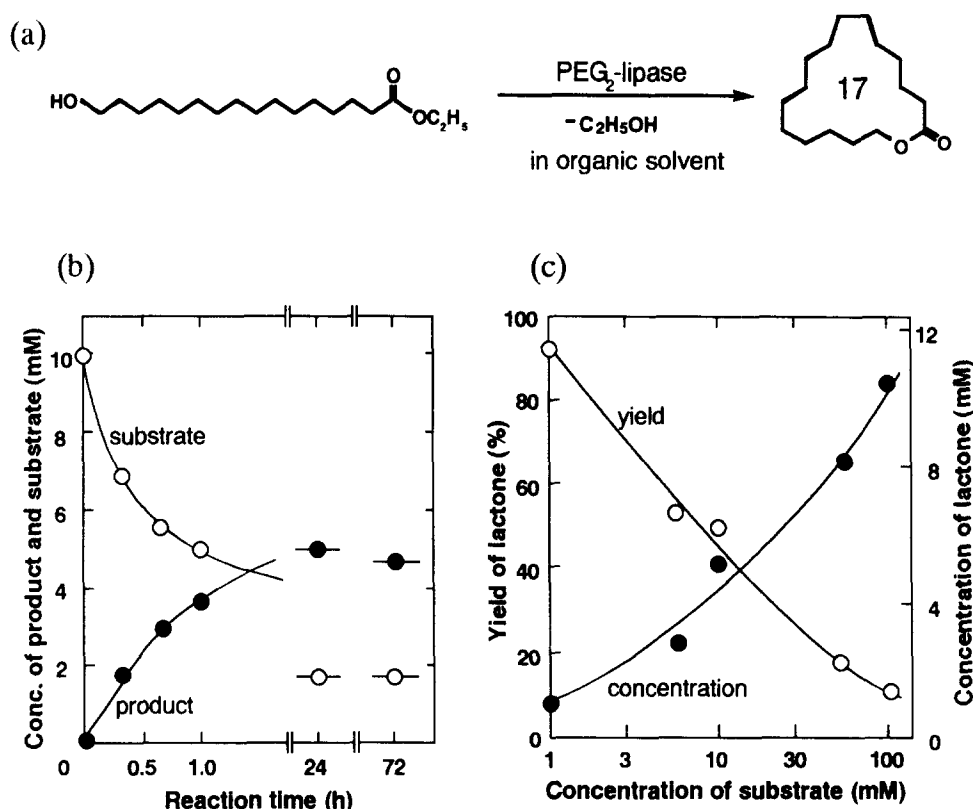 (a)
HO
O
OC₂H₅
PEG₂-lipase
−C₂H₅OH
in organic solvent
17
O
O
(b)
Conc. of product and substrate (mM)
10
8
6
4
2
0
substrate
product
0.5
1.0
24
72
Reaction time (h)
(c)
Yield of lactone (%)
100
80
60
40
20
0
yield
concentration
12
8
4
0
Concentration of lactone (mM)
1
3
10
30
100
Concentration of substrate (mM)